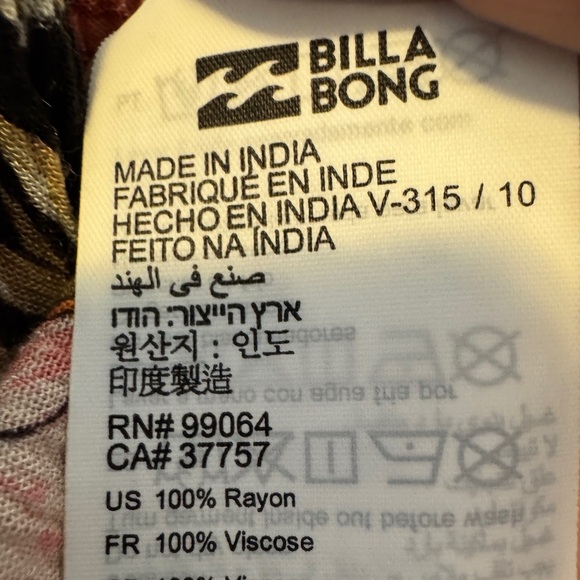 BILLA
BONG
MADE IN INDIA
FABRIQUÉ EN INDE
HECHO EN INDIA V-315 / 10
FEITO NA ÍNDIA
صنع في الهند
ארץ הייצור: הודו
원산지 : 인도
印度製造
RN# 99064
CA# 37757
US 100% Rayon
FR 100% Viscose